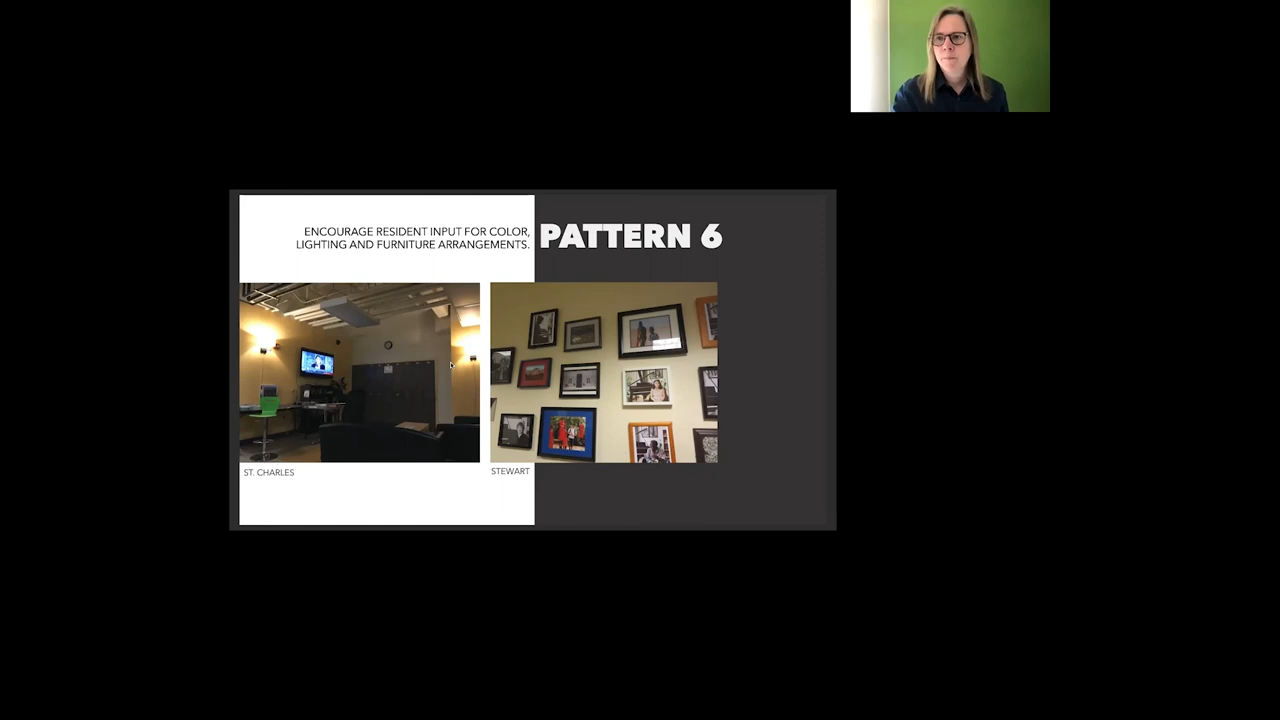 ENCOURAGE RESIDENT INPUT FOR COLOR,
LIGHTING AND FURNITURE ARRANGEMENTS.
PATTERN 6
ST. CHARLES
STEWART